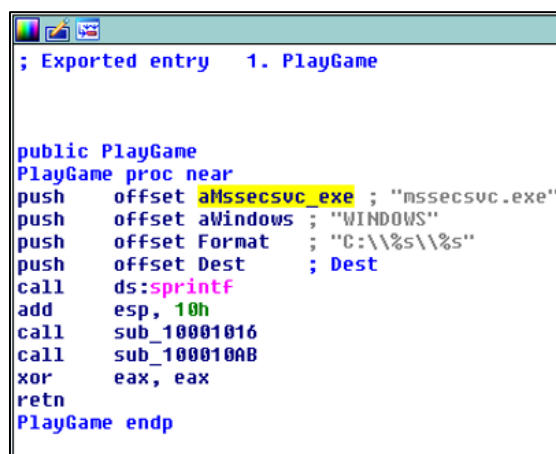 ; Exported entry   1. PlayGame
public PlayGame
PlayGame proc near
push    offset aMssecsvc_exe ; "mssecsvc.exe"
push    offset aWindows ; "WINDOWS"
push    offset Format   ; "C:\\%s\\%s"
push    offset Dest     ; Dest
call    ds:sprintf
add     esp, 10h
call    sub_10001016
call    sub_100010AB
xor     eax, eax
retn
PlayGame endp